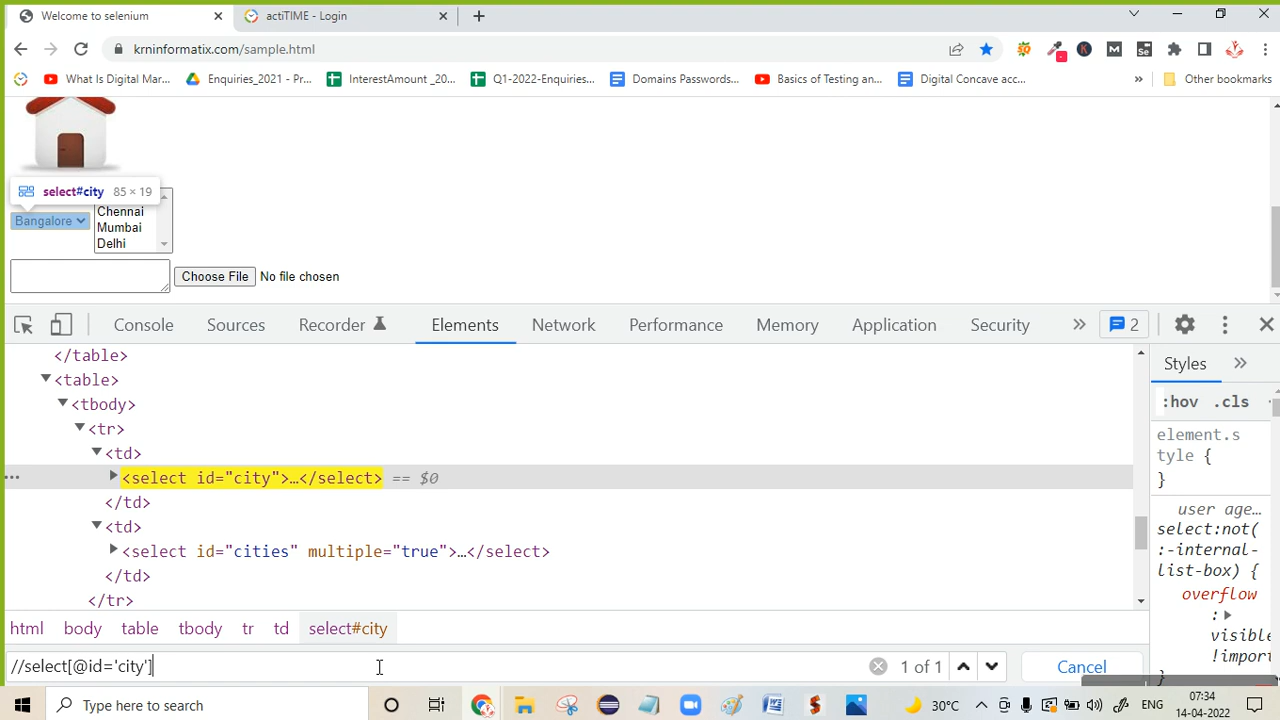 Welcome to selenium
actiTIME - Login
krninformatix.com/sample.html
What Is Digital Mar...
Enquiries_2021 - Pr...
InterestAmount _20...
Q1-2022-Enquiries...
Domains Passwords...
Basics of Testing an...
Digital Concave acc...
»
Other bookmarks
select#city 85 × 19
Bangalore
Chennai
Mumbai
Delhi
Choose File No file chosen
Console
Sources
Recorder
Elements
Network
Performance
Memory
Application
Security
»
2
</table>
<table>
<tbody>
<tr>
<td>
<select id="city">…</select> == $0
</td>
<td>
<select id="cities" multiple="true">…</select>
</td>
</tr>
Styles
»
:hov .cls
element.s
tyle {
}
user age…
select:not(
:-internal-
list-box) {
overflow
:
visible
!impor
}
html body table tbody tr td select#city
//select[@id='city']
1 of 1
Cancel
Type here to search
30°C
07:34
14-04-2022